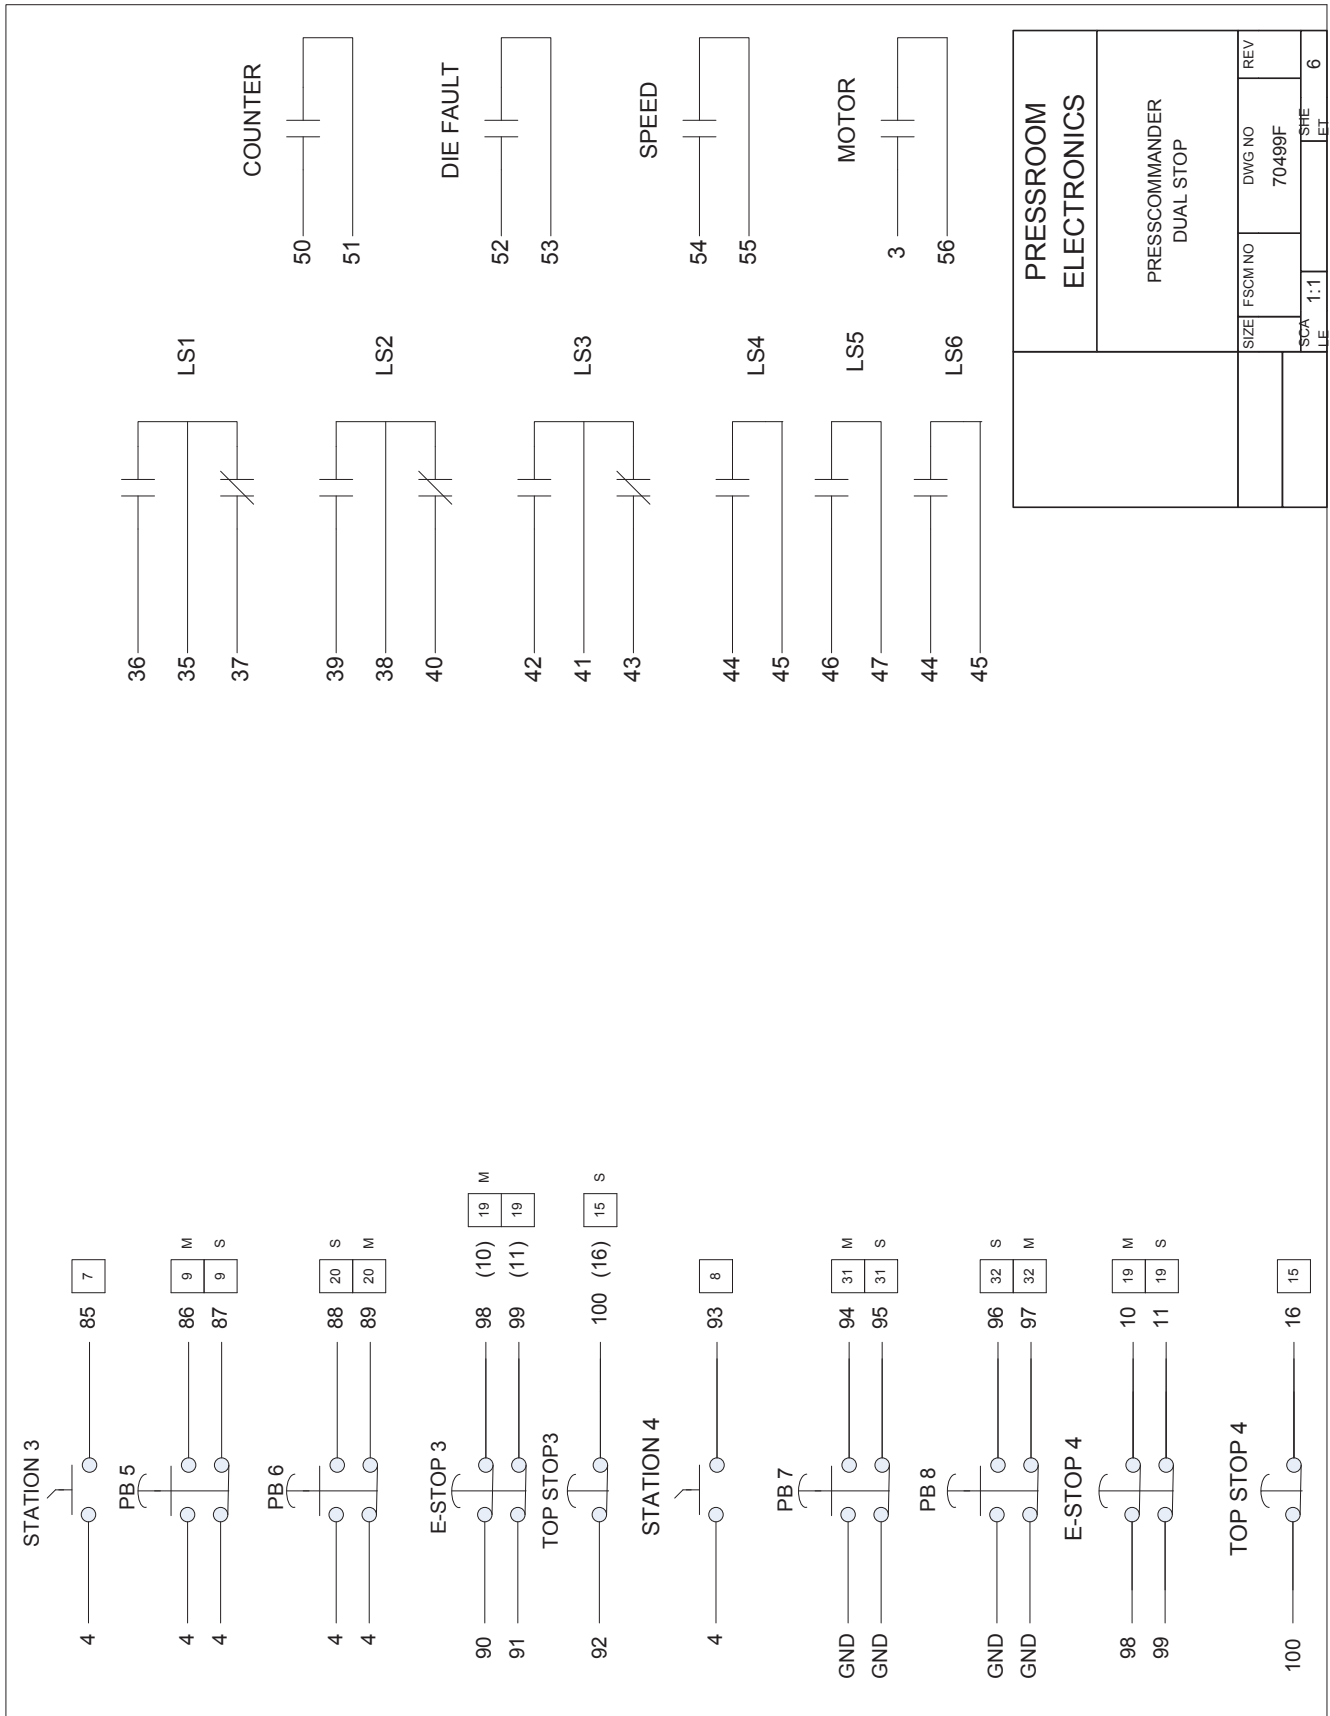 STATION 3
4 85 7
PB 5
4 86 9 M
4 87 9 S
PB 6
4 88 20 S
4 89 20 M
E-STOP 3
90 98 (10) 19 M
91 99 (11) 19
TOP STOP3
92 100 (16) 15 S
STATION 4
4 93 8
PB 7
GND 94 31 M
GND 95 31 S
PB 8
GND 96 32 S
GND 97 32 M
E-STOP 4
98 10 19 M
99 11 19 S
TOP STOP 4
100 16 15
36
35 LS1
37
39
38 LS2
40
42
41 LS3
43
44 LS4
45
46 LS5
47
44 LS6
45
COUNTER
50
51
DIE FAULT
52
53
SPEED
54
55
MOTOR
3
56
PRESSROOM
ELECTRONICS
PRESSCOMMANDER
DUAL STOP
SIZE FSCM NO DWG NO REV
70499F
SCA
LE 1:1 SHE
ET 6